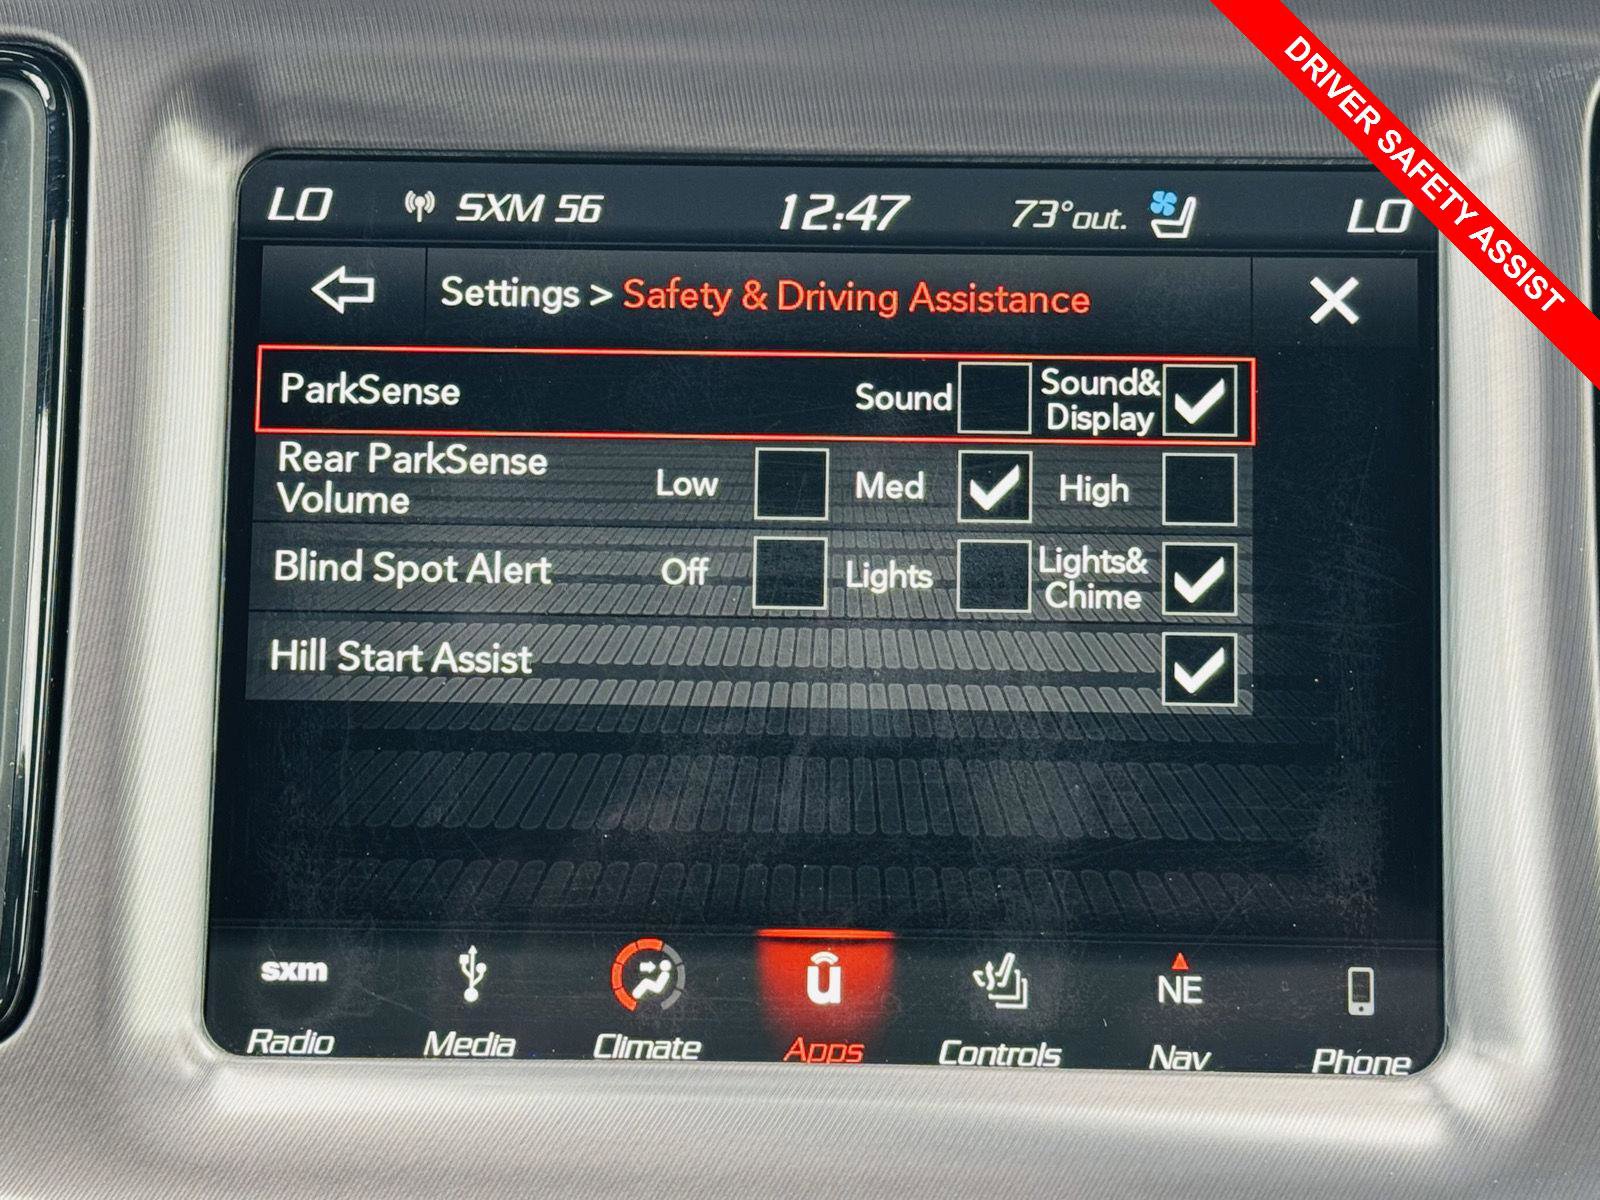 DRIVER SAFETY ASSIST
LO SXM 56 12:47 73°out. LO
Settings > Safety & Driving Assistance
ParkSense Sound Sound& Display
Rear ParkSense Volume Low Med High
Blind Spot Alert Off Lights Lights& Chime
Hill Start Assist
sxm u NE
Radio Media Climate Apps Controls Nav Phone